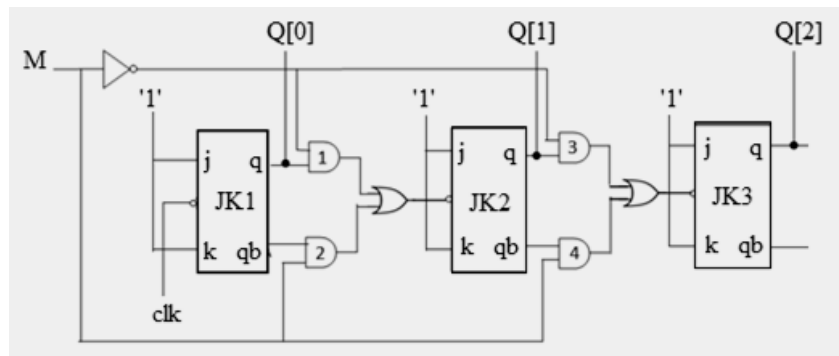 Q[0] Q[1] Q[2]
M
'1' '1' '1'
j q 1 j q 3 j q
JK1 JK2 JK3
k qb 2 k qb 4 k qb
clk